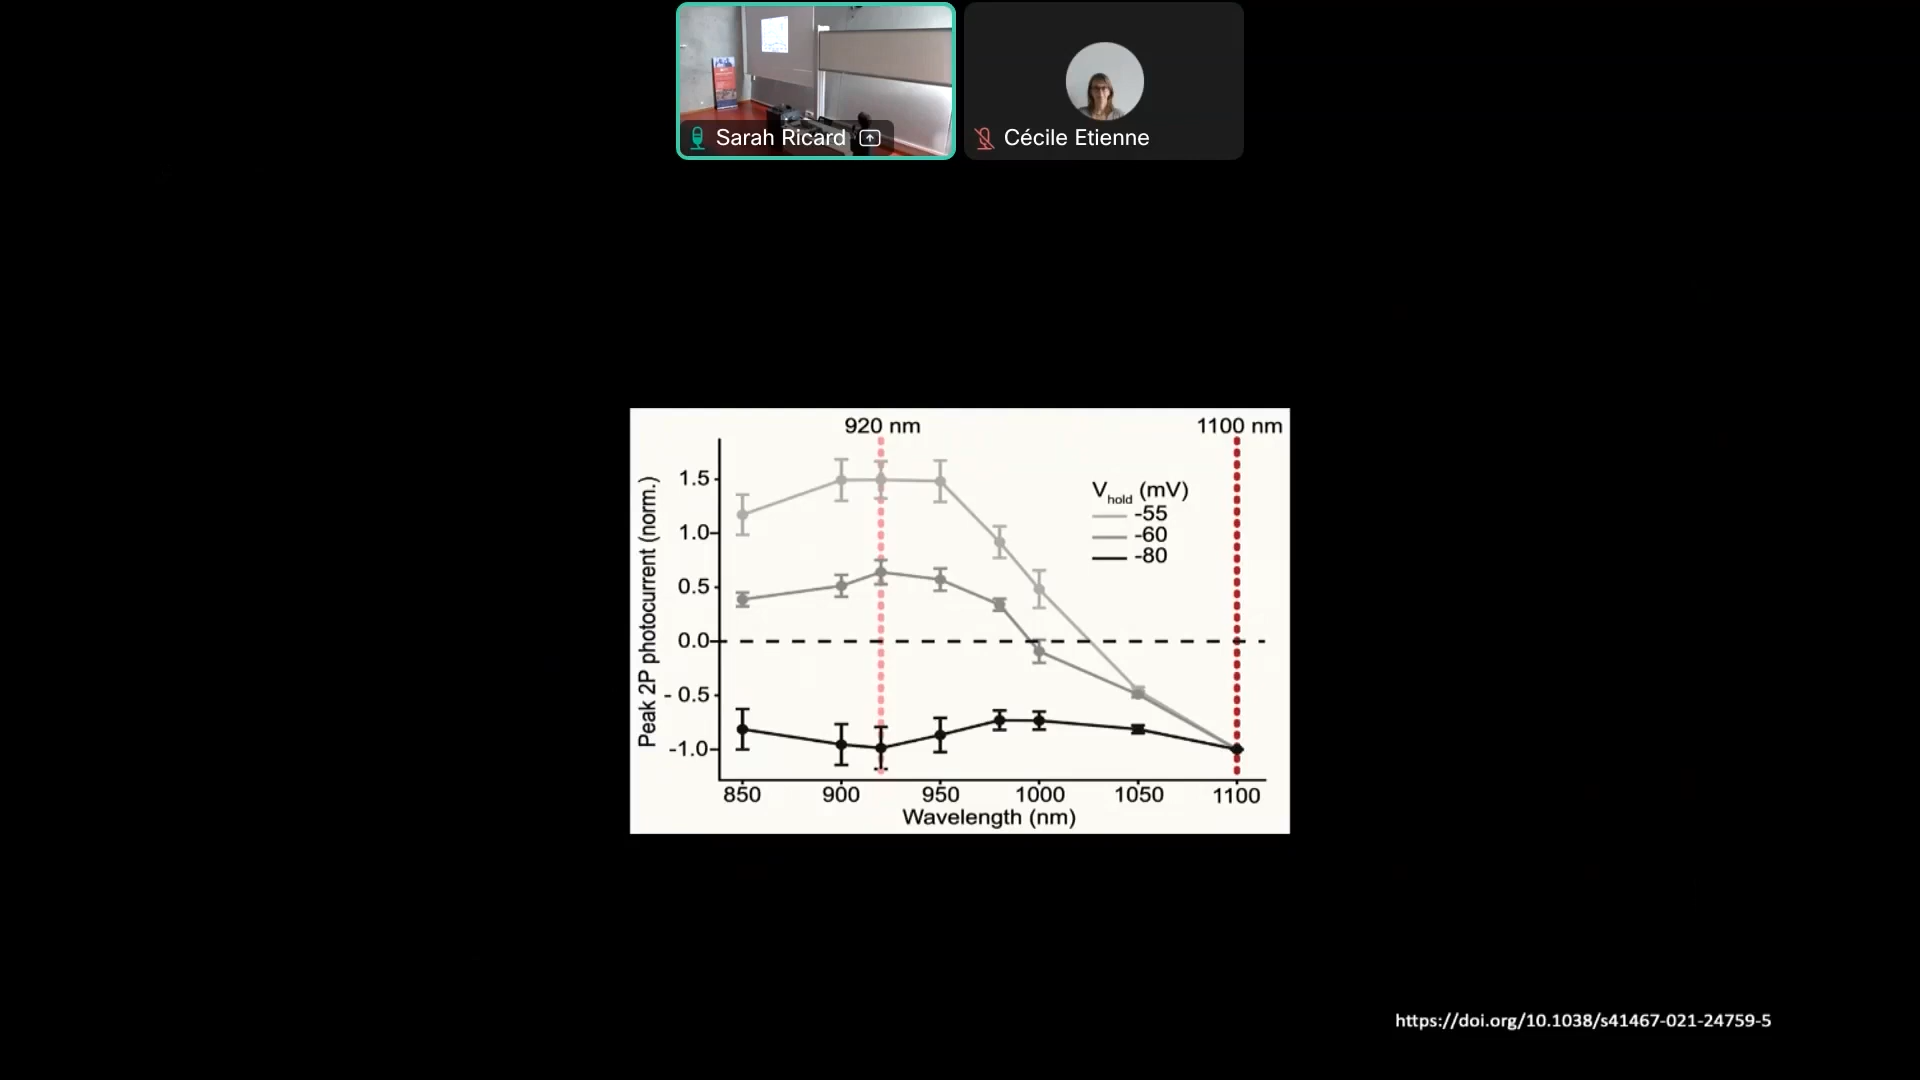 Sarah Ricard
Cécile Etienne
920 nm
1100 nm
Peak 2P photocurrent (norm.)
1.5
1.0
0.5
0.0
- 0.5
-1.0
Vhold (mV)
-55
-60
-80
850 900 950 1000 1050 1100
Wavelength (nm)
https://doi.org/10.1038/s41467-021-24759-5